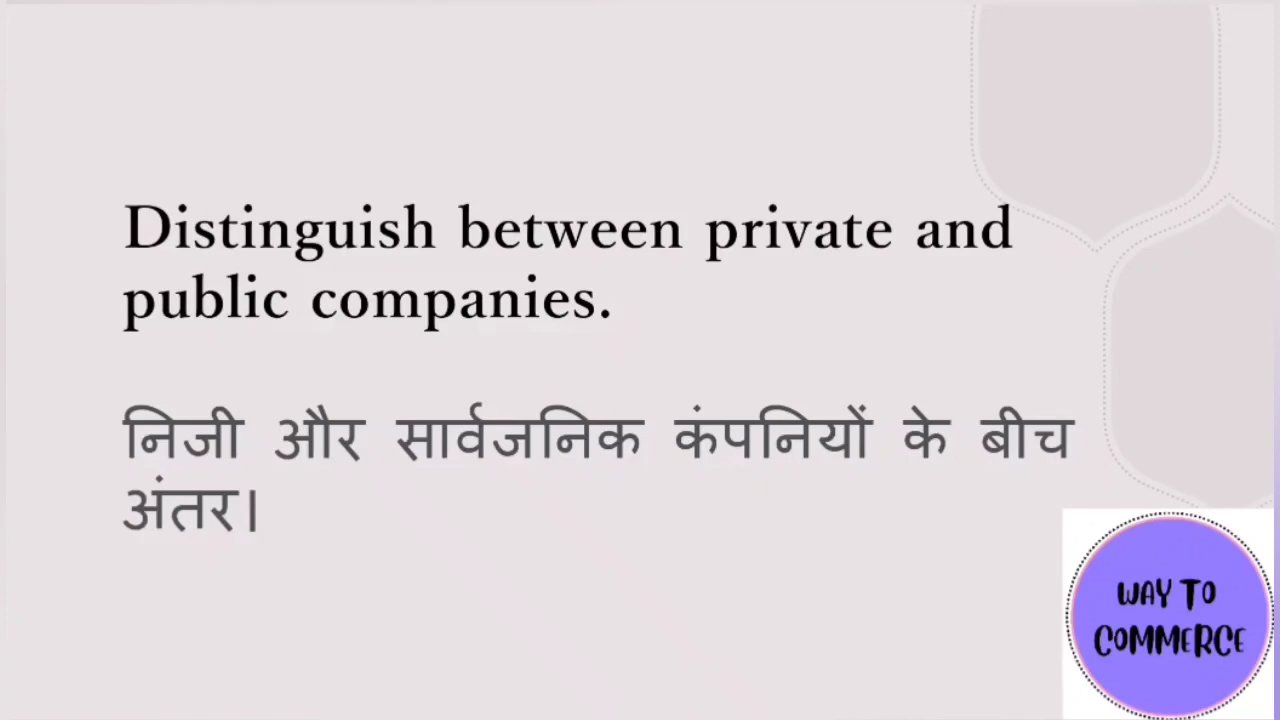 Distinguish between private and
public companies.
निजी और सार्वजनिक कंपनियों के बीच
अंतर।
WAY TO
COMMERCE